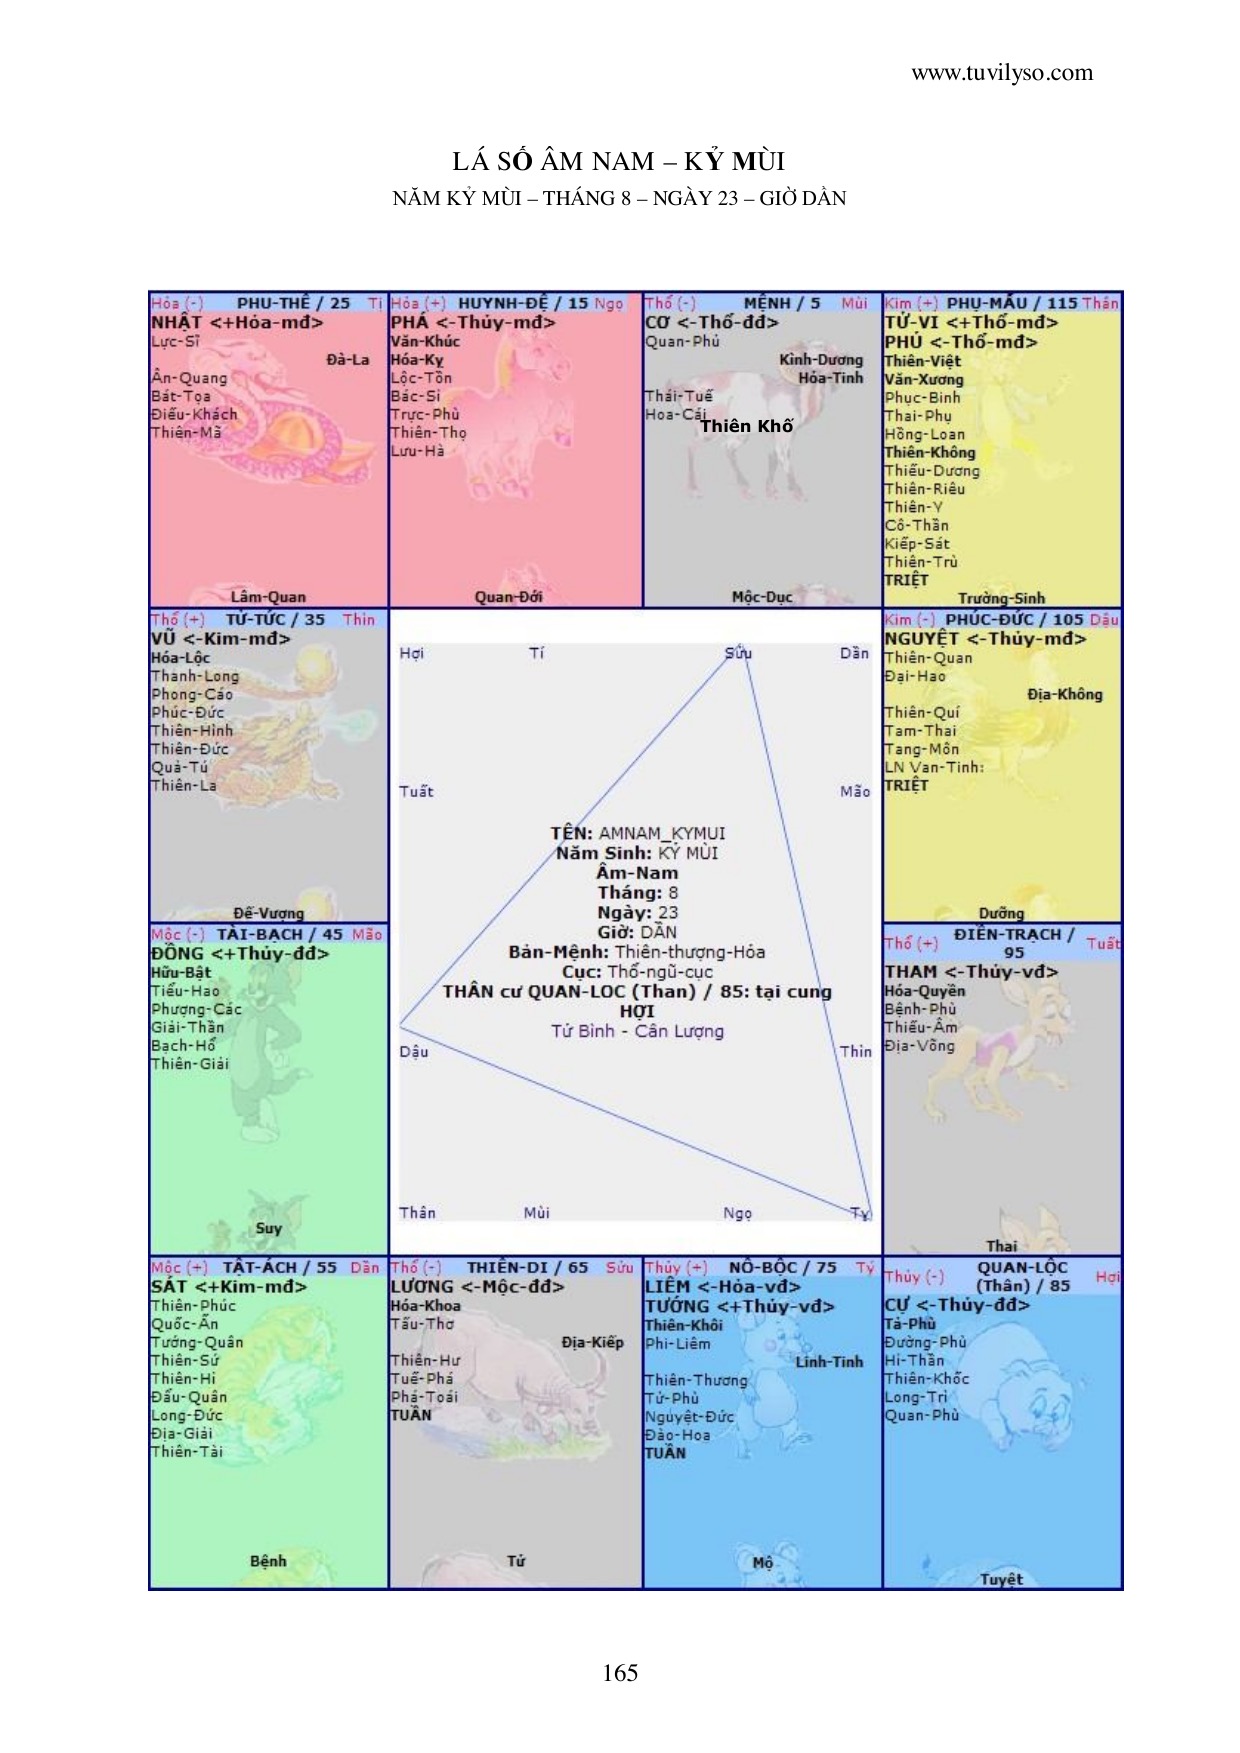 www.tuvilyso.com
LÁ SỐ ÂM NAM – KỶ MÙI
NĂM KỶ MÙI – THÁNG 8 – NGÀY 23 – GIỜ DẦN
Hỏa (-) PHU-THÊ / 25 Tị
NHẬT <+Hỏa-mđ>
Lực-Sĩ
Đà-La
Ân-Quang
Bát-Tọa
Điếu-Khách
Thiên-Mã
Lâm-Quan
Hỏa (+) HUYNH-ĐỆ / 15 Ngọ
PHÁ <-Thủy-mđ>
Văn-Khúc
Hóa-Kỵ
Lộc-Tồn
Bác-Sỉ
Trực-Phù
Thiên-Thọ
Lưu-Hà
Quan-Đới
Thổ (-) MỆNH / 5 Mùi
CƠ <-Thổ-đđ>
Quan-Phủ
Kình-Dương
Hỏa-Tinh
Thái-Tuế
Hoa-Cái
Thiên Khố
Mộc-Dục
Kim (+) PHỤ-MẪU / 115 Thân
TỬ-VI <+Thổ-mđ>
PHỦ <-Thổ-mđ>
Thiên-Việt
Văn-Xương
Phục-Binh
Thai-Phụ
Hồng-Loan
Thiên-Không
Thiếu-Dương
Thiên-Riêu
Thiên-Y
Cô-Thần
Kiếp-Sát
Thiên-Trù
TRIỆT
Trường-Sinh
Thổ (+) TỬ-TỨC / 35 Thìn
VŨ <-Kim-mđ>
Hóa-Lộc
Thanh-Long
Phong-Cáo
Phúc-Đức
Thiên-Hình
Thiên-Đức
Quả-Tú
Thiên-La
Đế-Vượng
Kim (-) PHÚC-ĐỨC / 105 Dậu
NGUYỆT <-Thủy-mđ>
Thiên-Quan
Đại-Hao
Địa-Không
Thiên-Quí
Tam-Thai
Tang-Môn
LN Van-Tinh:
TRIỆT
Dưỡng
Hợi Tí Sửu Dần
Tuất Mão
TÊN: AMNAM_KYMUI
Năm Sinh: KỶ MÙI
Âm-Nam
Tháng: 8
Ngày: 23
Giờ: DẦN
Bản-Mệnh: Thiên-thượng-Hỏa
Cục: Thổ-ngũ-cục
THÂN cư QUAN-LOC (Than) / 85: tại cung
HỢI
Tử Bình - Cân Lượng
Dậu Thìn
Thân Mùi Ngọ Tỵ
Mộc (-) TÀI-BẠCH / 45 Mão
ĐỒNG <+Thủy-đđ>
Hữu-Bật
Tiểu-Hao
Phượng-Các
Giải-Thần
Bạch-Hổ
Thiên-Giải
Suy
Thổ (+) ĐIỀN-TRẠCH /
95 Tuất
THAM <-Thủy-vđ>
Hóa-Quyền
Bệnh-Phù
Thiếu-Âm
Địa-Võng
Thai
Mộc (+) TẬT-ÁCH / 55 Dần
SÁT <+Kim-mđ>
Thiên-Phúc
Quốc-Ấn
Tướng-Quân
Thiên-Sứ
Thiên-Hỉ
Đẩu-Quân
Long-Đức
Địa-Giải
Thiên-Tài
Bệnh
Thổ (-) THIÊN-DI / 65 Sửu
LƯƠNG <-Mộc-đđ>
Hóa-Khoa
Tấu-Thơ
Địa-Kiếp
Thiên-Hư
Tuế-Phá
Phá-Toái
TUẦN
Tử
Thủy (+) NÔ-BỘC / 75 Tý
LIÊM <-Hỏa-vđ>
TƯỚNG <+Thủy-vđ>
Thiên-Khôi
Phi-Liêm
Linh-Tinh
Thiên-Thương
Tử-Phù
Nguyệt-Đức
Đào-Hoa
TUẦN
Mộ
Thủy (-) QUAN-LỘC
(Thân) / 85 Hợi
CỰ <-Thủy-đđ>
Tả-Phù
Đường-Phù
Hỉ-Thần
Thiên-Khốc
Long-Trì
Quan-Phù
Tuyệt
165